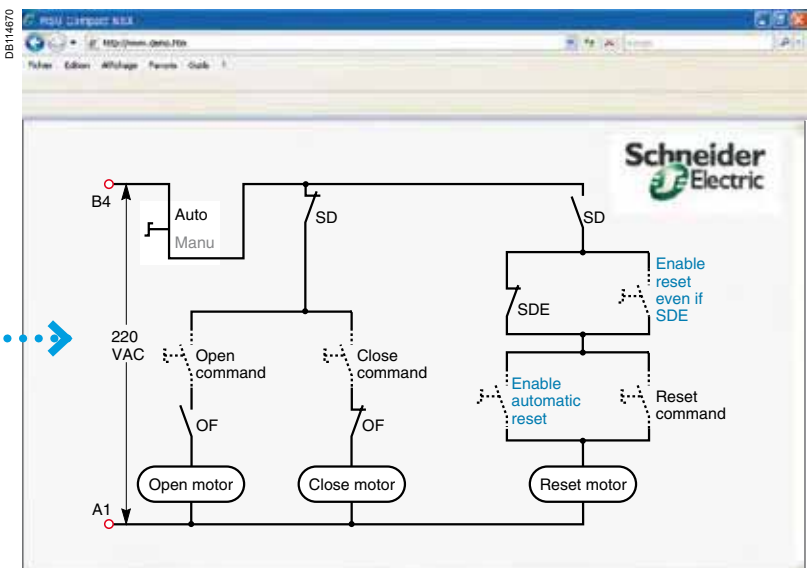 DB114670
MSU Compact NSX
http://www.demo.htm
Fichier Edition Affichage Favoris Outils ?
Schneider
Electric
B4
Auto
Manu
SD
SD
Enable
reset
even if
SDE
SDE
220
VAC
Open
command
Close
command
Enable
automatic
reset
Reset
command
OF
OF
Open motor
Close motor
Reset motor
A1